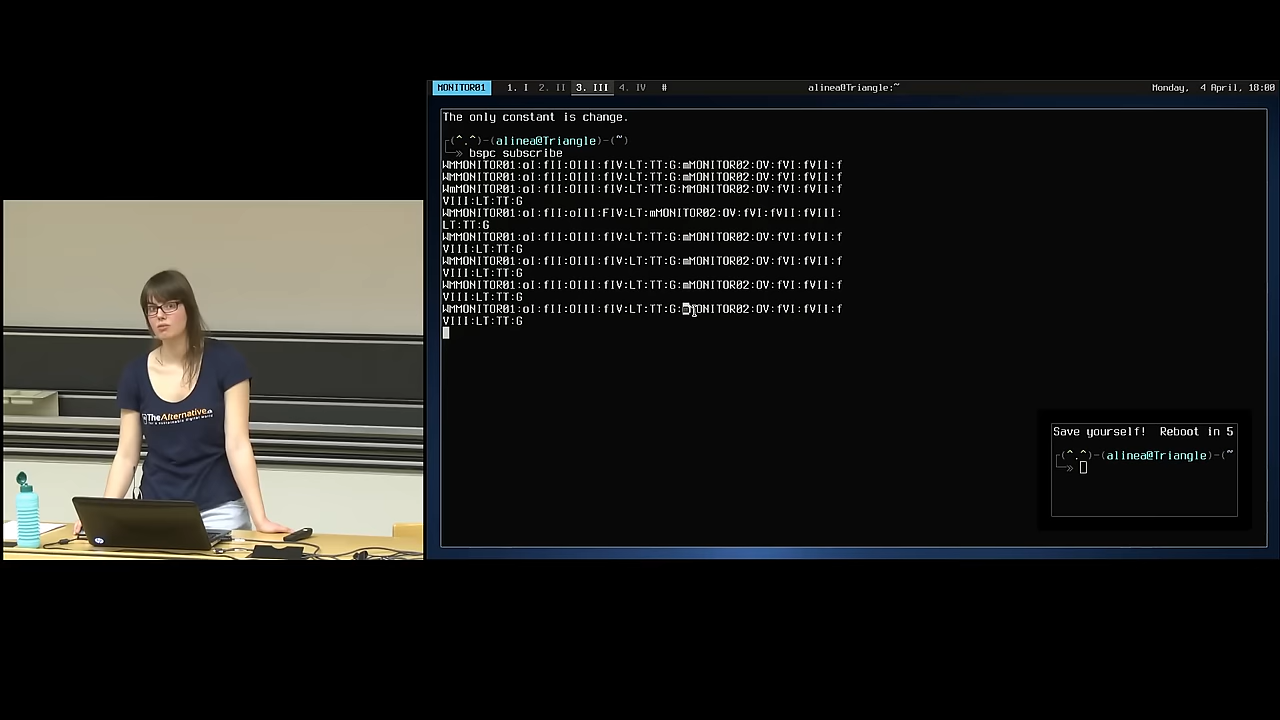 MONITOR01 1. I 2. II 3. III 4. IV # alinea@Triangle:~ Monday, 4 April, 18:00
The only constant is change.
┌(^.^)-(alinea@Triangle)-(~)
└─» bspc subscribe
WMMONITOR01:oI:fII:OIII:fIV:LT:TT:G:mMONITOR02:OV:fVI:fVII:f
WMMONITOR01:oI:fII:OIII:fIV:LT:TT:G:mMONITOR02:OV:fVI:fVII:f
WmMONITOR01:oI:fII:OIII:fIV:LT:TT:G:MMONITOR02:OV:fVI:fVII:f
VIII:LT:TT:G
WMMONITOR01:oI:fII:oIII:FIV:LT:mMONITOR02:OV:fVI:fVII:fVIII:
LT:TT:G
WMMONITOR01:oI:fII:OIII:fIV:LT:TT:G:mMONITOR02:OV:fVI:fVII:f
VIII:LT:TT:G
WMMONITOR01:oI:fII:OIII:fIV:LT:TT:G:mMONITOR02:OV:fVI:fVII:f
VIII:LT:TT:G
WMMONITOR01:oI:fII:OIII:fIV:LT:TT:G:mMONITOR02:OV:fVI:fVII:f
VIII:LT:TT:G
WMMONITOR01:oI:fII:OIII:fIV:LT:TT:G:mMONITOR02:OV:fVI:fVII:f
VIII:LT:TT:G
Save yourself! Reboot in 5
┌(^.^)-(alinea@Triangle)-(~
└─»
TheAlternative.ch
for a sustainable digital world
hp